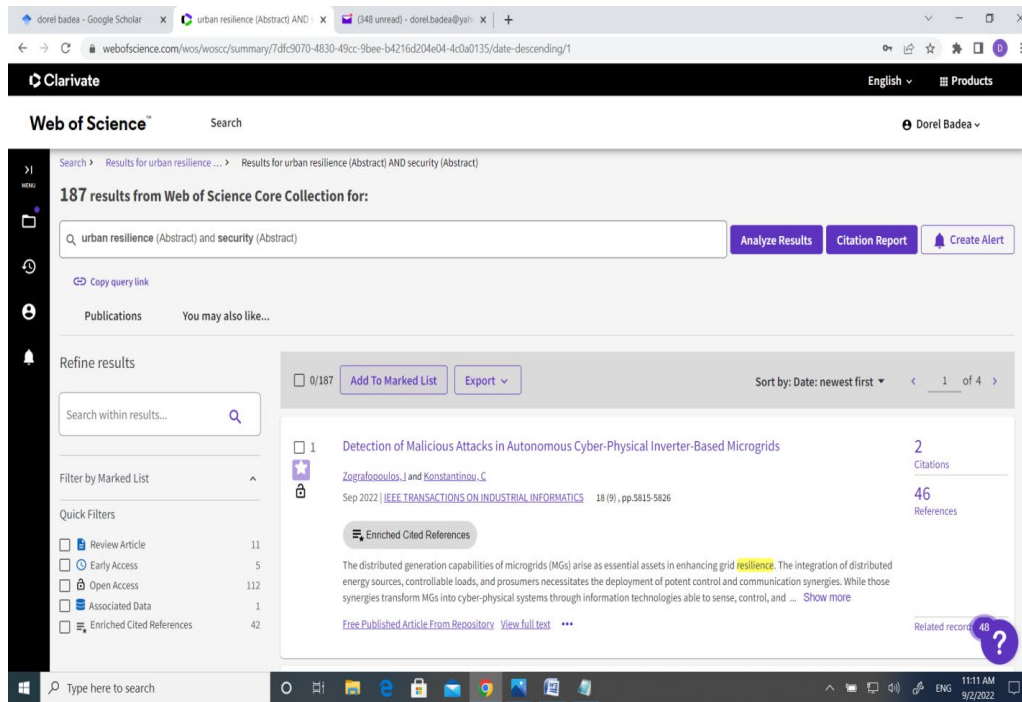 dorel badea - Google Scholar
urban resilience (Abstract) AND s
(348 unread) - dorel.badea@yah
webofscience.com/wos/woscc/summary/7dfc9070-4830-49cc-9bee-b4216d204e04-4c0a0135/date-descending/1
D
Clarivate
English
Products
Web of Science™
Search
Dorel Badea
MENU
Search > Results for urban resilience ... > Results for urban resilience (Abstract) AND security (Abstract)
187 results from Web of Science Core Collection for:
urban resilience (Abstract) and security (Abstract)
Analyze Results
Citation Report
Create Alert
Copy query link
Publications
You may also like...
Refine results
0/187
Add To Marked List
Export
Sort by: Date: newest first
< 1 of 4 >
Search within results...
Filter by Marked List
Quick Filters
Review Article 11
Early Access 5
Open Access 112
Associated Data 1
Enriched Cited References 42
1
Detection of Malicious Attacks in Autonomous Cyber-Physical Inverter-Based Microgrids
Zografopoulos, I and Konstantinou, C
Sep 2022 | IEEE TRANSACTIONS ON INDUSTRIAL INFORMATICS 18 (9) , pp.5815-5826
Enriched Cited References
The distributed generation capabilities of microgrids (MGs) arise as essential assets in enhancing grid resilience. The integration of distributed
energy sources, controllable loads, and prosumers necessitates the deployment of potent control and communication synergies. While those
synergies transform MGs into cyber-physical systems through information technologies able to sense, control, and ... Show more
Free Published Article From Repository View full text •••
2
Citations
46
References
Related record
48
?
Type here to search
ENG
11:11 AM
9/2/2022